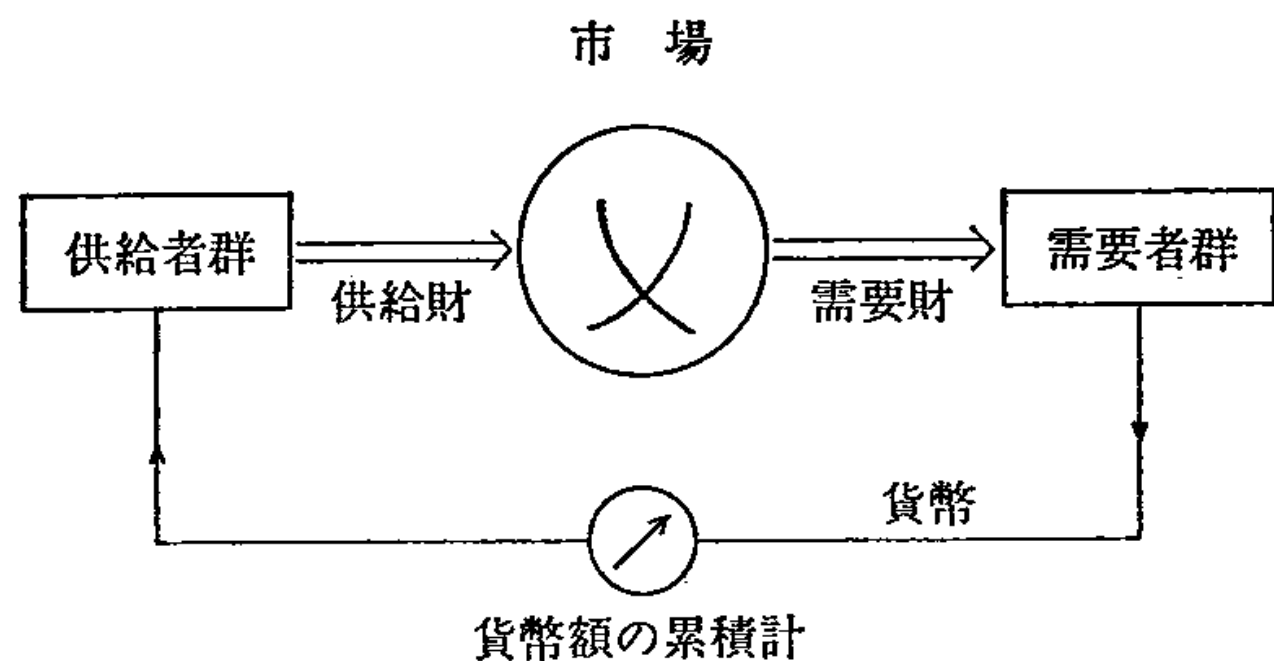 市 場
供給者群
供給財
需要財
需要者群
貨幣
貨幣額の累積計